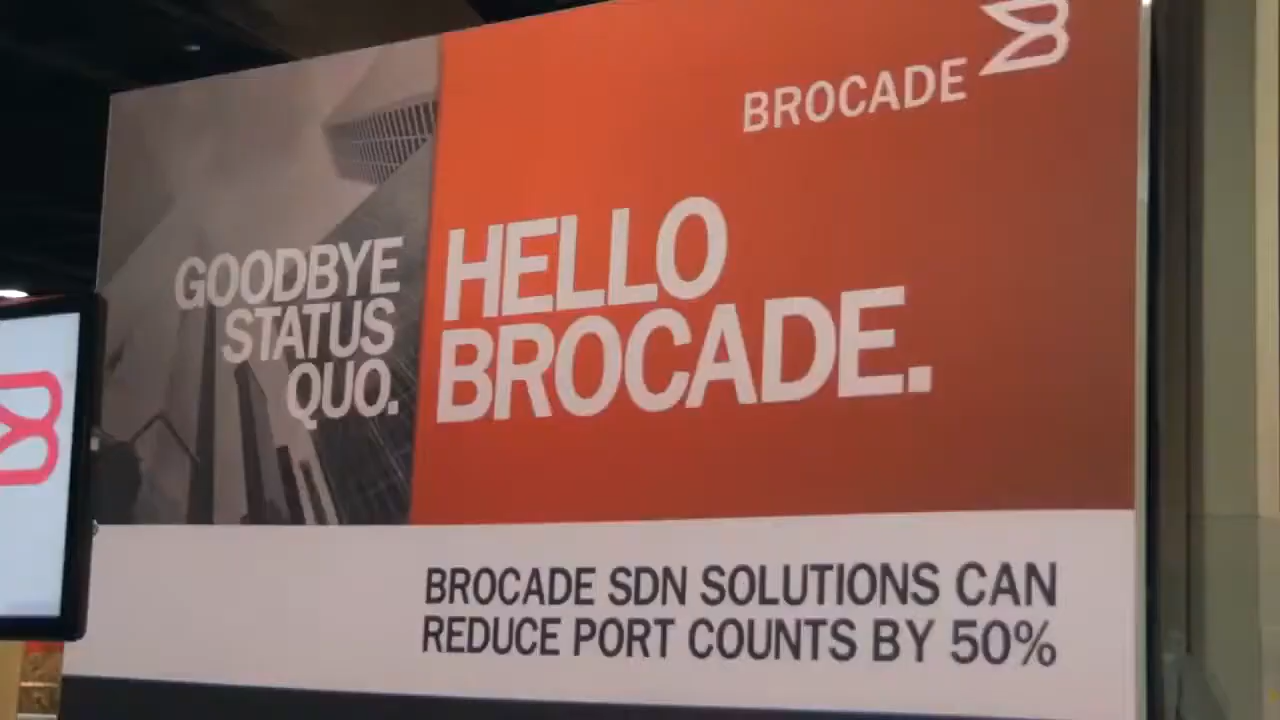 BROCADE
GOODBYE
STATUS
QUO.
HELLO
BROCADE.
BROCADE SDN SOLUTIONS CAN
REDUCE PORT COUNTS BY 50%